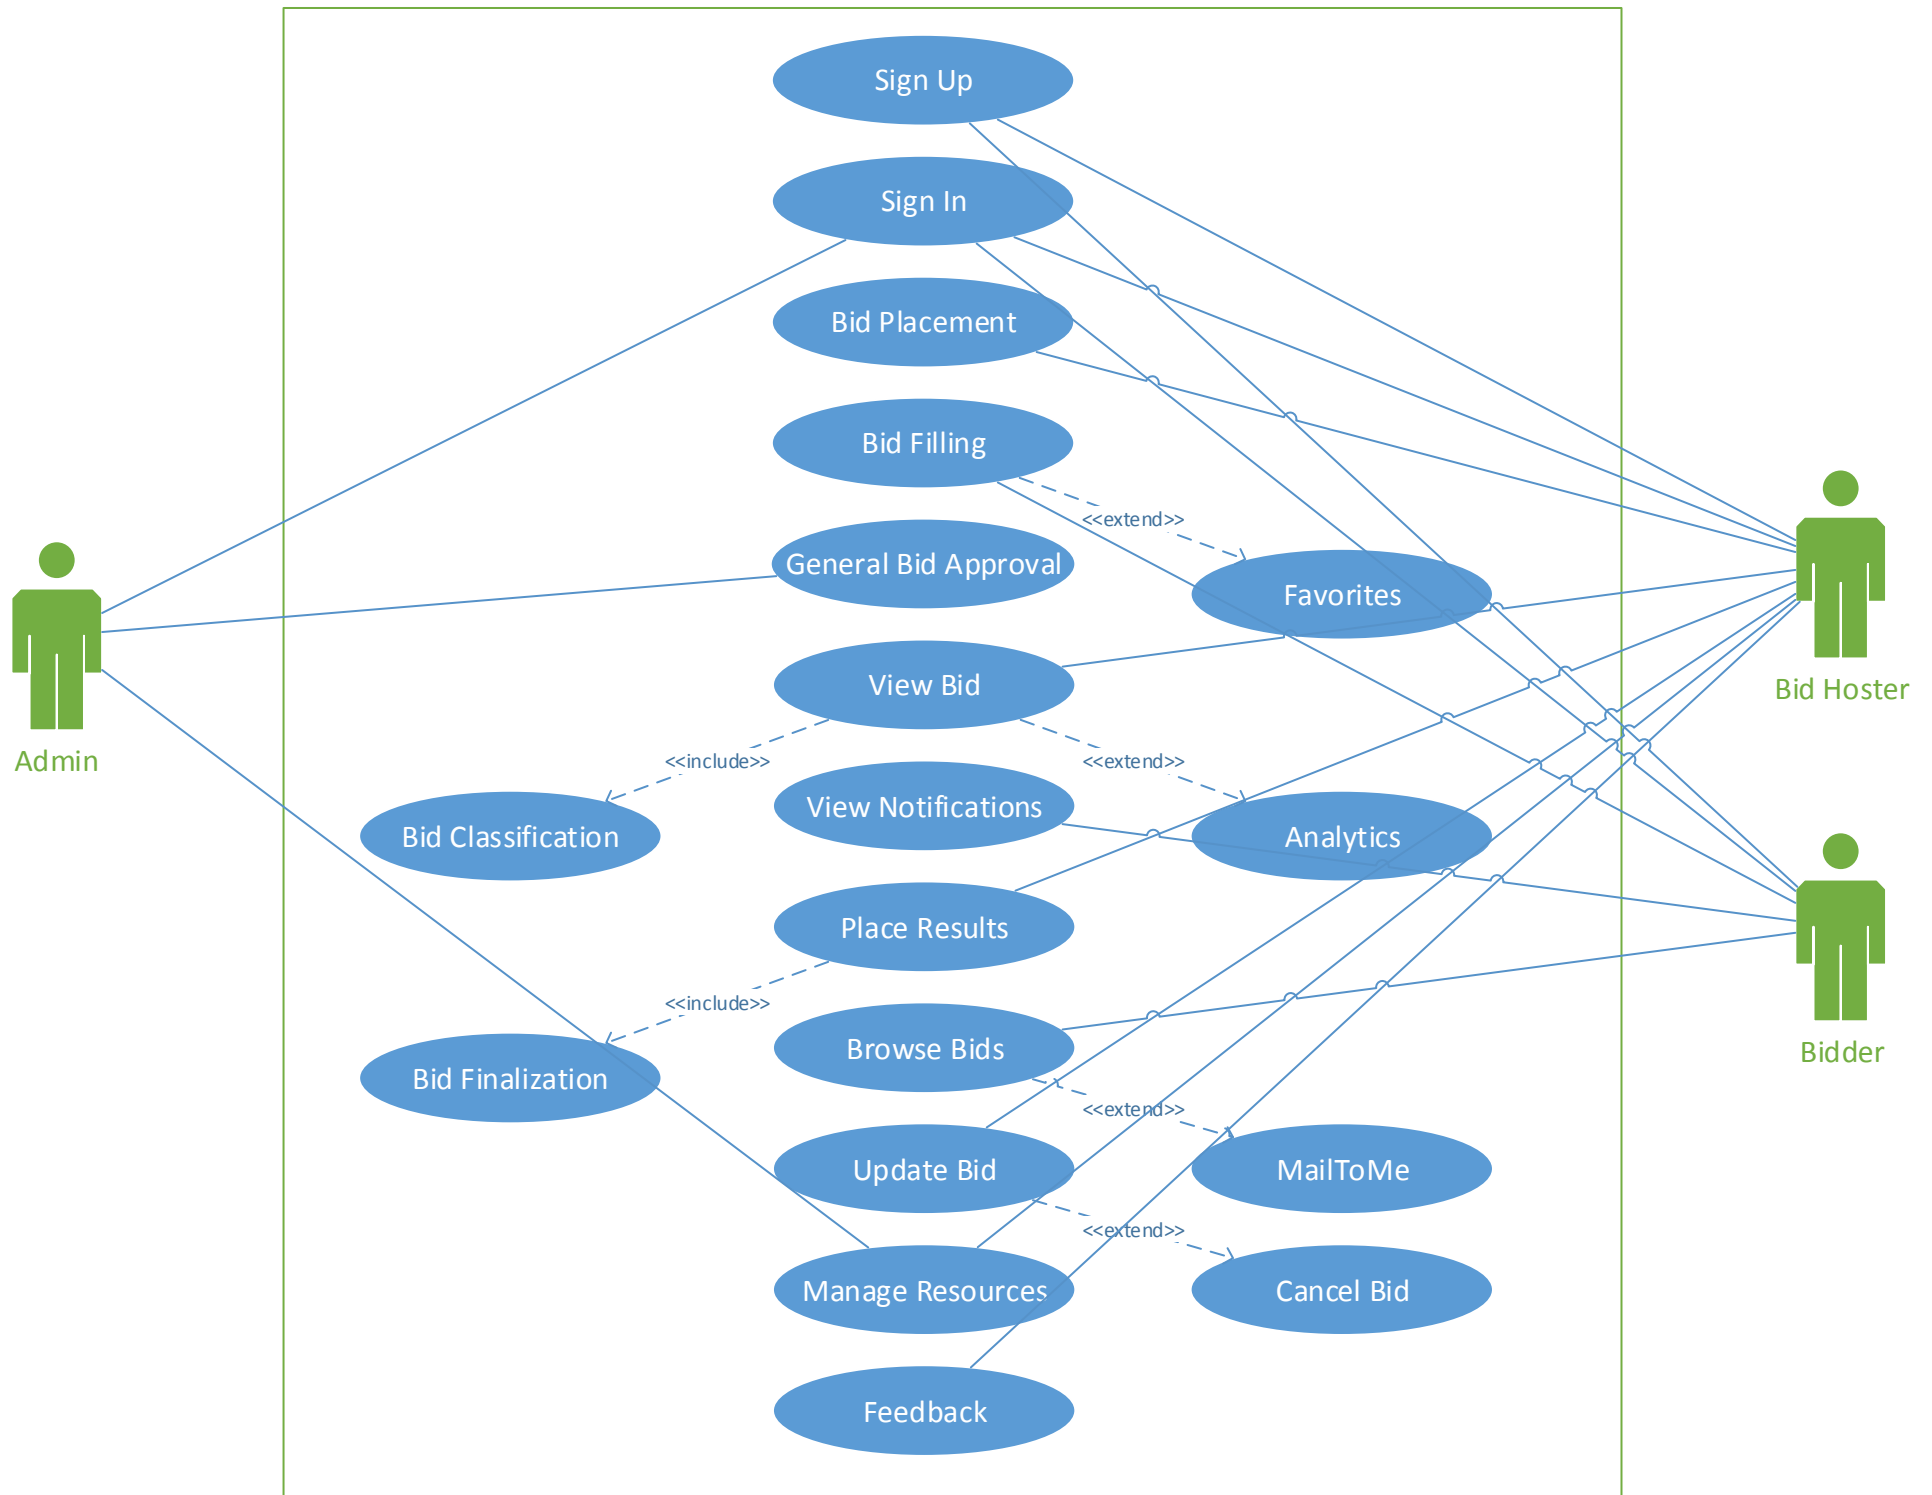 Sign Up
Sign In
Bid Placement
Bid Filling
<<extend>>
General Bid Approval
Favorites
View Bid
Bid Hoster
Admin
<<include>>
<<extend>>
View Notifications
Bid Classification
Analytics
Place Results
<<include>>
Browse Bids
Bidder
Bid Finalization
<<extend>>
Update Bid
MailToMe
<<extend>>
Manage Resources
Cancel Bid
Feedback